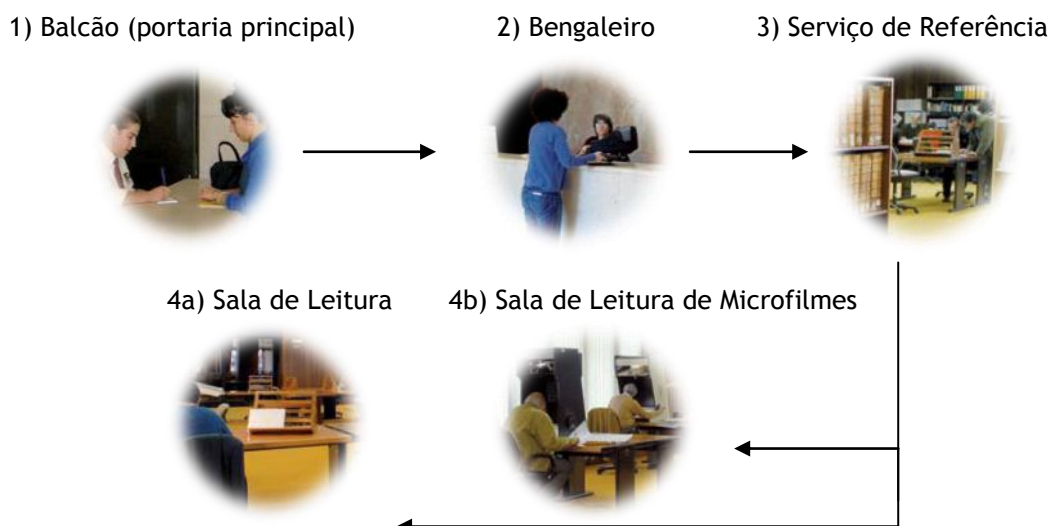 1) Balcão (portaria principal)
2) Bengaleiro
3) Serviço de Referência
4a) Sala de Leitura
4b) Sala de Leitura de Microfilmes